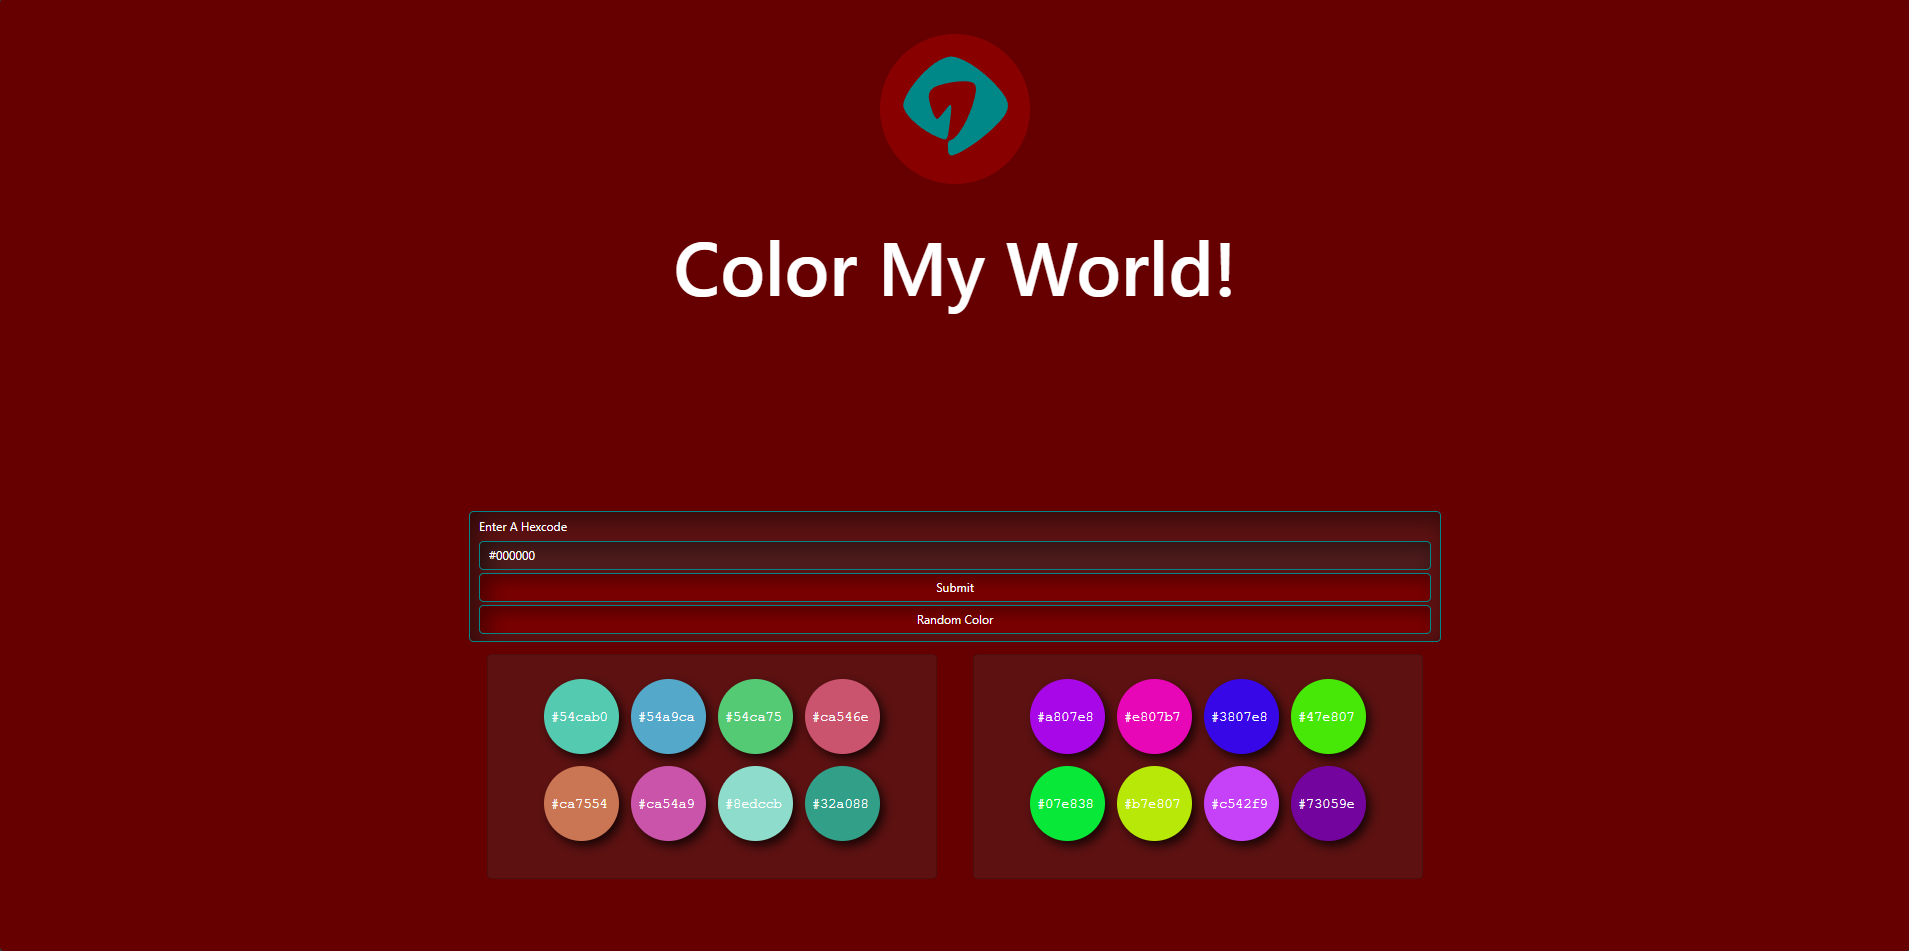 Color My World!
Enter A Hexcode
#000000
Submit
Random Color
#54cab0 #54a9ca #54ca75 #ca546e
#ca7554 #ca54a9 #8edccb #32a088
#a807e8 #e807b7 #3807e8 #47e807
#07e838 #b7e807 #c542f9 #73059e